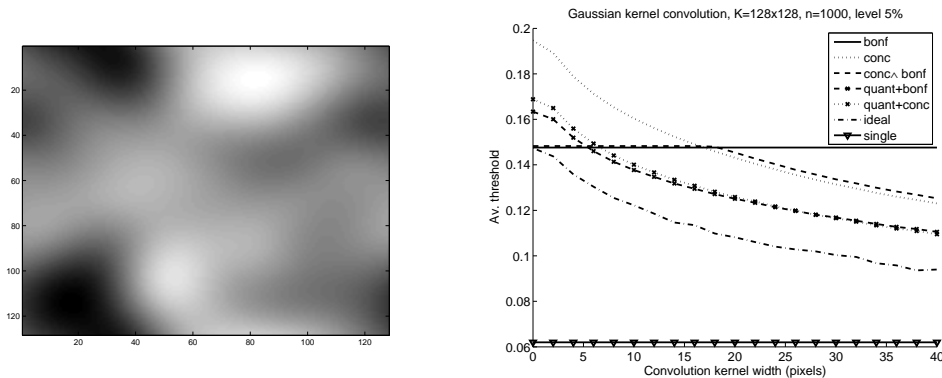 20
40
60
80
100
120
20 40 60 80 100 120
Gaussian kernel convolution, K=128x128, n=1000, level 5%
Av. threshold
0.2
0.18
0.16
0.14
0.12
0.1
0.08
0.06
0 5 10 15 20 25 30 35 40
Convolution kernel width (pixels)
bonf
conc
conc∧ bonf
quant+bonf
quant+conc
ideal
single